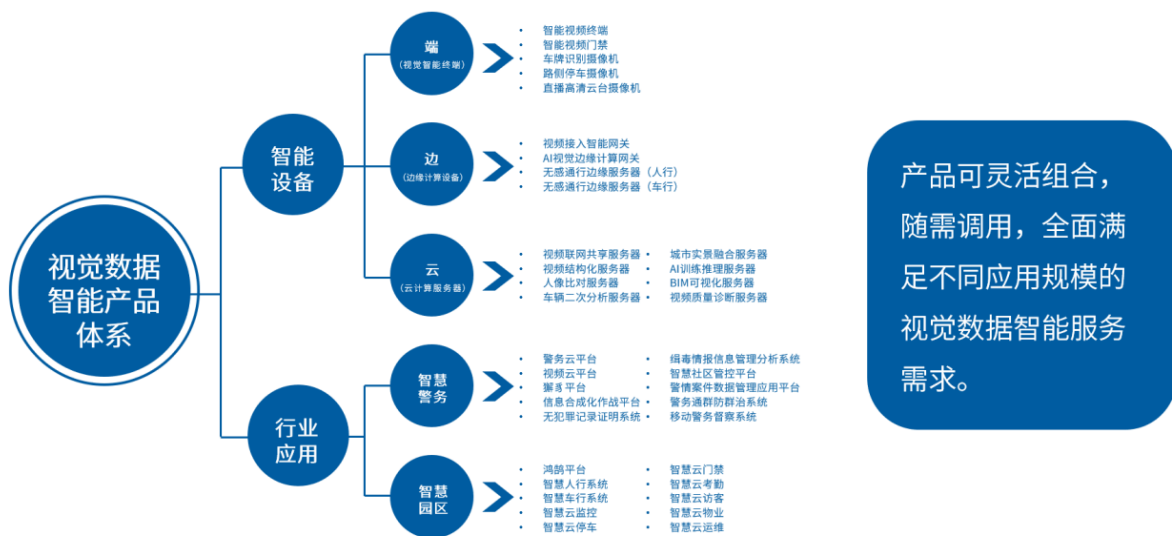 视觉数据
智能产品
体系
智能
设备
端
(视觉智能终端)
• 智能视频终端
• 智能视频门禁
• 车牌识别摄像机
• 路侧停车摄像机
• 直播高清云台摄像机
边
(边缘计算设备)
• 视频接入智能网关
• AI视觉边缘计算网关
• 无感通行边缘服务器（人行）
• 无感通行边缘服务器（车行）
云
(云计算服务器)
• 视频联网共享服务器
• 视频结构化服务器
• 人像比对服务器
• 车辆二次分析服务器
• 城市实景融合服务器
• AI训练推理服务器
• BIM可视化服务器
• 视频质量诊断服务器
行业
应用
智慧
警务
• 警务云平台
• 视频云平台
• 獬豸平台
• 信息合成化作战平台
• 无犯罪记录证明系统
• 缉毒情报信息管理分析系统
• 智慧社区管控平台
• 警情案件数据管理应用平台
• 警务通群防群治系统
• 移动警务督察系统
智慧
园区
• 鸿鹄平台
• 智慧人行系统
• 智慧车行系统
• 智慧云监控
• 智慧云停车
• 智慧云门禁
• 智慧云考勤
• 智慧云访客
• 智慧云物业
• 智慧云运维
产品可灵活组合，
随需调用，全面满
足不同应用规模的
视觉数据智能服务
需求。